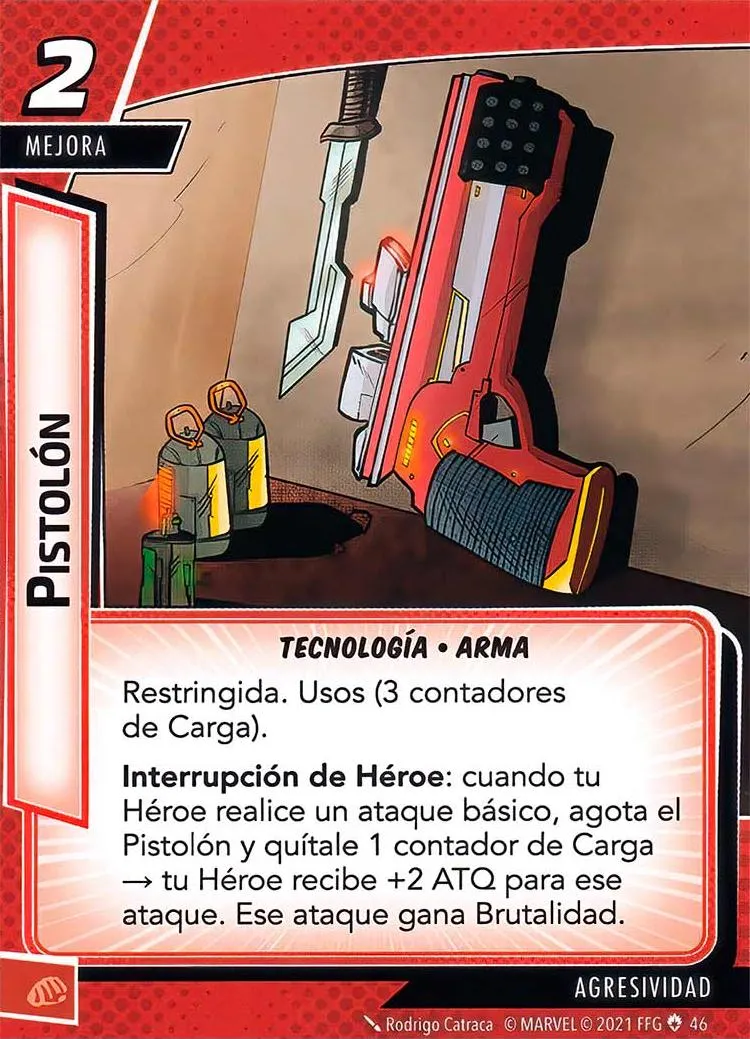 2
MEJORA
PISTOLÓN
TECNOLOGÍA • ARMA
Restringida. Usos (3 contadores
de Carga).
Interrupción de Héroe: cuando tu
Héroe realice un ataque básico, agota el
Pistolón y quítale 1 contador de Carga
→ tu Héroe recibe +2 ATQ para ese
ataque. Ese ataque gana Brutalidad.
AGRESIVIDAD
Rodrigo Catraca © MARVEL © 2021 FFG 46